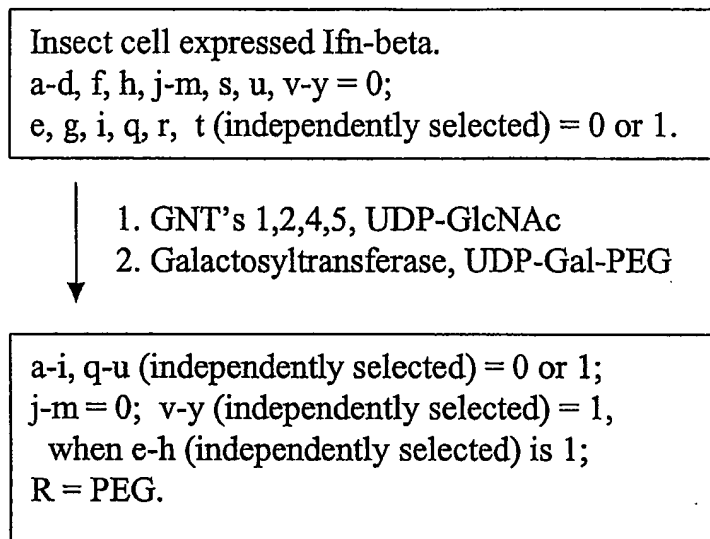 Insect cell expressed Ifn-beta.
a-d, f, h, j-m, s, u, v-y = 0;
e, g, i, q, r, t (independently selected) = 0 or 1.
1. GNT's 1,2,4,5, UDP-GlcNAc
2. Galactosyltransferase, UDP-Gal-PEG
a-i, q-u (independently selected) = 0 or 1;
j-m = 0; v-y (independently selected) = 1,
when e-h (independently selected) is 1;
R = PEG.